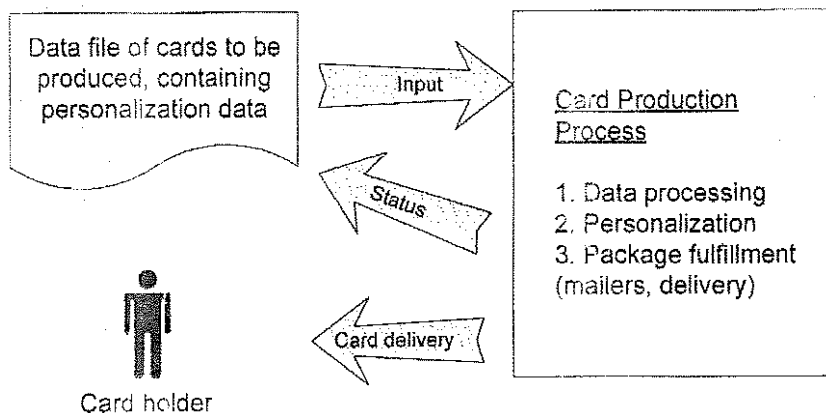 Data file of cards to be
produced, containing
personalization data
Input
Status
Card delivery
Card holder
Card Production
Process
1. Data processing
2. Personalization
3. Package fulfillment
(mailers, delivery)